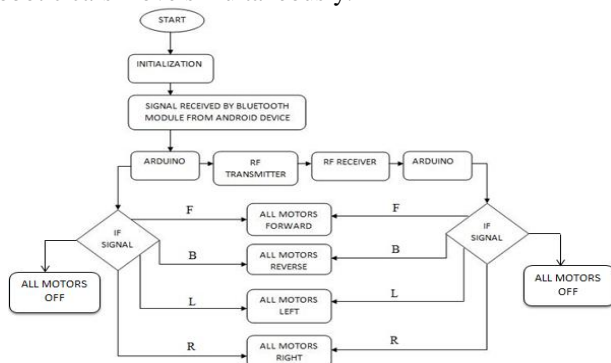 START
INITIALIZATION
SIGNAL RECEIVED BY BLUETOOTH
MODULE FROM ANDROID DEVICE
ARDUINO
RF
TRANSMITTER
RF RECEIVER
ARDUINO
IF
SIGNAL
F
ALL MOTORS
FORWARD
F
IF
SIGNAL
B
ALL MOTORS
REVERSE
B
ALL MOTORS
OFF
L
ALL MOTORS
LEFT
L
ALL MOTORS
OFF
R
ALL MOTORS
RIGHT
R